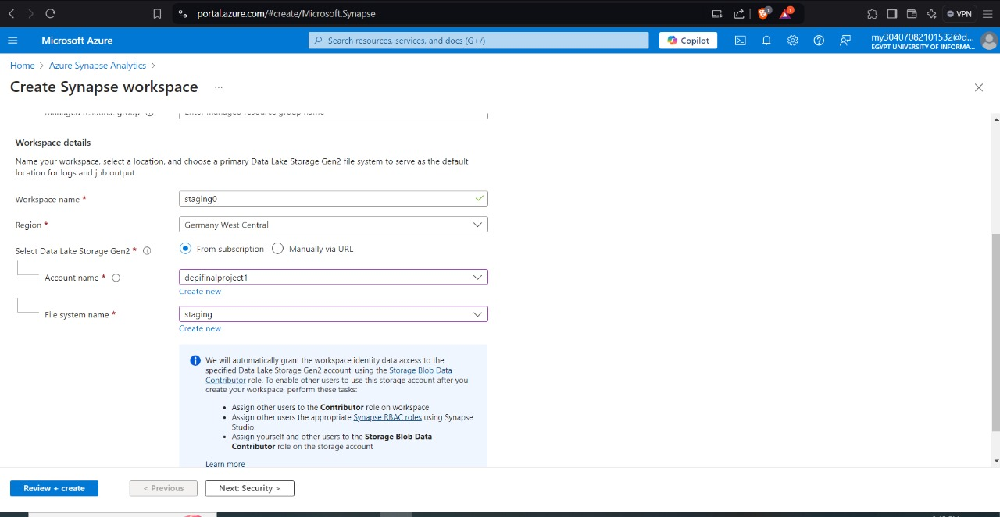 portal.azure.com/#create/Microsoft.Synapse
1
1
VPN
Microsoft Azure
Search resources, services, and docs (G+/)
Copilot
my30407082101532@d...
EGYPT UNIVERSITY OF INFORMA...
Home > Azure Synapse Analytics >
Create Synapse workspace ...
Managed resource group
Enter managed resource group name
Workspace details
Name your workspace, select a location, and choose a primary Data Lake Storage Gen2 file system to serve as the default
location for logs and job output.
Workspace name * staging0
Region * Germany West Central
Select Data Lake Storage Gen2 * From subscription Manually via URL
Account name * depifinalproject1
Create new
File system name * staging
Create new
We will automatically grant the workspace identity data access to the
specified Data Lake Storage Gen2 account, using the Storage Blob Data
Contributor role. To enable other users to use this storage account after you
create your workspace, perform these tasks:
• Assign other users to the Contributor role on workspace
• Assign other users the appropriate Synapse RBAC roles using Synapse
Studio
• Assign yourself and other users to the Storage Blob Data
Contributor role on the storage account
Learn more
Review + create < Previous Next: Security >